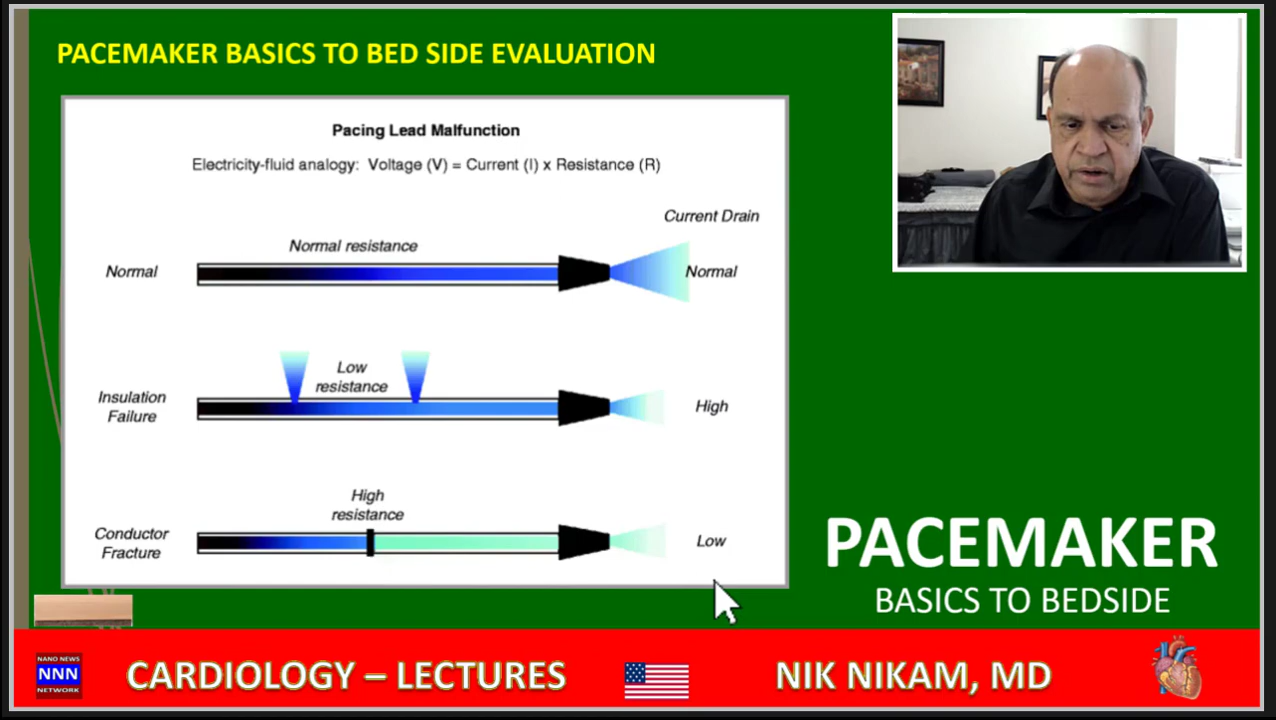 PACEMAKER BASICS TO BED SIDE EVALUATION
Pacing Lead Malfunction
Electricity-fluid analogy: Voltage (V) = Current (I) x Resistance (R)
Current Drain
Normal resistance
Normal
Normal
Low
resistance
Insulation
Failure
High
High
resistance
Conductor
Fracture
Low
PACEMAKER
BASICS TO BEDSIDE
NANO NEWS
NNN
NETWORK
CARDIOLOGY – LECTURES
NIK NIKAM, MD